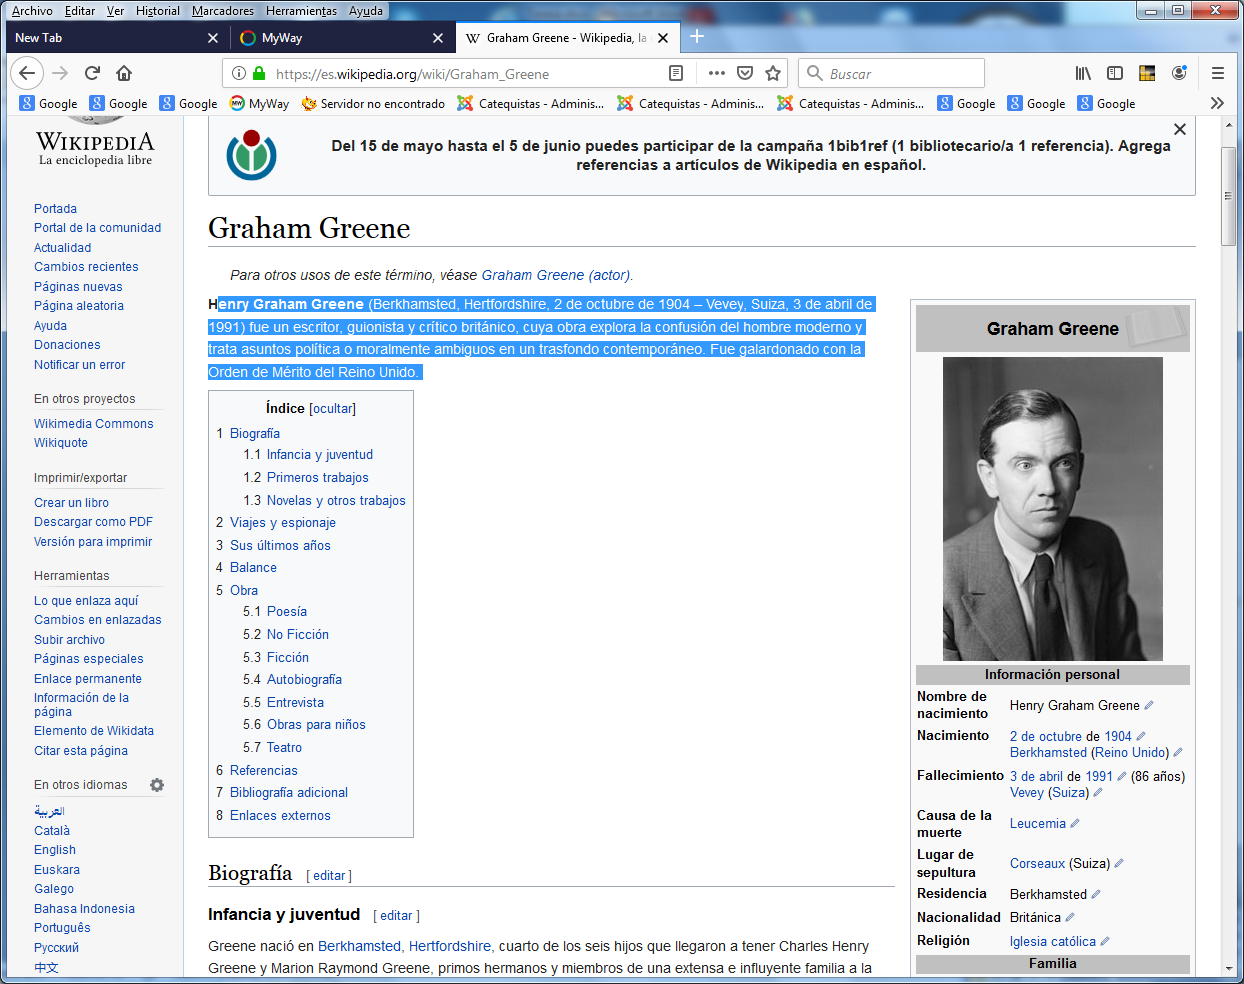 Archivo Editar Ver Historial Marcadores Herramientas Ayuda
New Tab
MyWay
Graham Greene - Wikipedia, la
https://es.wikipedia.org/wiki/Graham_Greene
Buscar
Google
Google
Google
MyWay
Servidor no encontrado
Catequistas - Adminis...
Catequistas - Adminis...
Catequistas - Adminis...
Google
Google
Google
WIKIPEDIA
La enciclopedia libre
Portada
Portal de la comunidad
Actualidad
Cambios recientes
Páginas nuevas
Página aleatoria
Ayuda
Donaciones
Notificar un error
En otros proyectos
Wikimedia Commons
Wikiquote
Imprimir/exportar
Crear un libro
Descargar como PDF
Versión para imprimir
Herramientas
Lo que enlaza aquí
Cambios en enlazadas
Subir archivo
Páginas especiales
Enlace permanente
Información de la
página
Elemento de Wikidata
Citar esta página
En otros idiomas
العربية
Català
English
Euskara
Galego
Bahasa Indonesia
Português
Русский
中文
Del 15 de mayo hasta el 5 de junio puedes participar de la campaña 1bib1ref (1 bibliotecario/a 1 referencia). Agrega
referencias a artículos de Wikipedia en español.
Graham Greene
Para otros usos de este término, véase Graham Greene (actor).
Henry Graham Greene (Berkhamsted, Hertfordshire, 2 de octubre de 1904 – Vevey, Suiza, 3 de abril de
1991) fue un escritor, guionista y crítico británico, cuya obra explora la confusión del hombre moderno y
trata asuntos política o moralmente ambiguos en un trasfondo contemporáneo. Fue galardonado con la
Orden de Mérito del Reino Unido.
Índice [ocultar]
1 Biografía
1.1 Infancia y juventud
1.2 Primeros trabajos
1.3 Novelas y otros trabajos
2 Viajes y espionaje
3 Sus últimos años
4 Balance
5 Obra
5.1 Poesía
5.2 No Ficción
5.3 Ficción
5.4 Autobiografía
5.5 Entrevista
5.6 Obras para niños
5.7 Teatro
6 Referencias
7 Bibliografía adicional
8 Enlaces externos
Biografía [ editar ]
Infancia y juventud [ editar ]
Greene nació en Berkhamsted, Hertfordshire, cuarto de los seis hijos que llegaron a tener Charles Henry
Greene y Marion Raymond Greene, primos hermanos y miembros de una extensa e influyente familia a la
Graham Greene
Información personal
Nombre de
nacimiento Henry Graham Greene
Nacimiento 2 de octubre de 1904
Berkhamsted (Reino Unido)
Fallecimiento 3 de abril de 1991 (86 años)
Vevey (Suiza)
Causa de la
muerte Leucemia
Lugar de
sepultura Corseaux (Suiza)
Residencia Berkhamsted
Nacionalidad Británica
Religión Iglesia católica
Familia